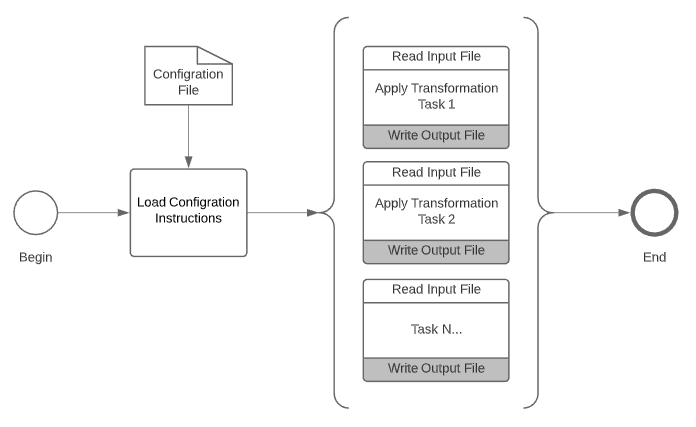 Configration
File
Load Configration
Instructions
Begin
Read Input File
Apply Transformation
Task 1
Write Output File
Read Input File
Apply Transformation
Task 2
Write Output File
Read Input File
Task N...
Write Output File
End